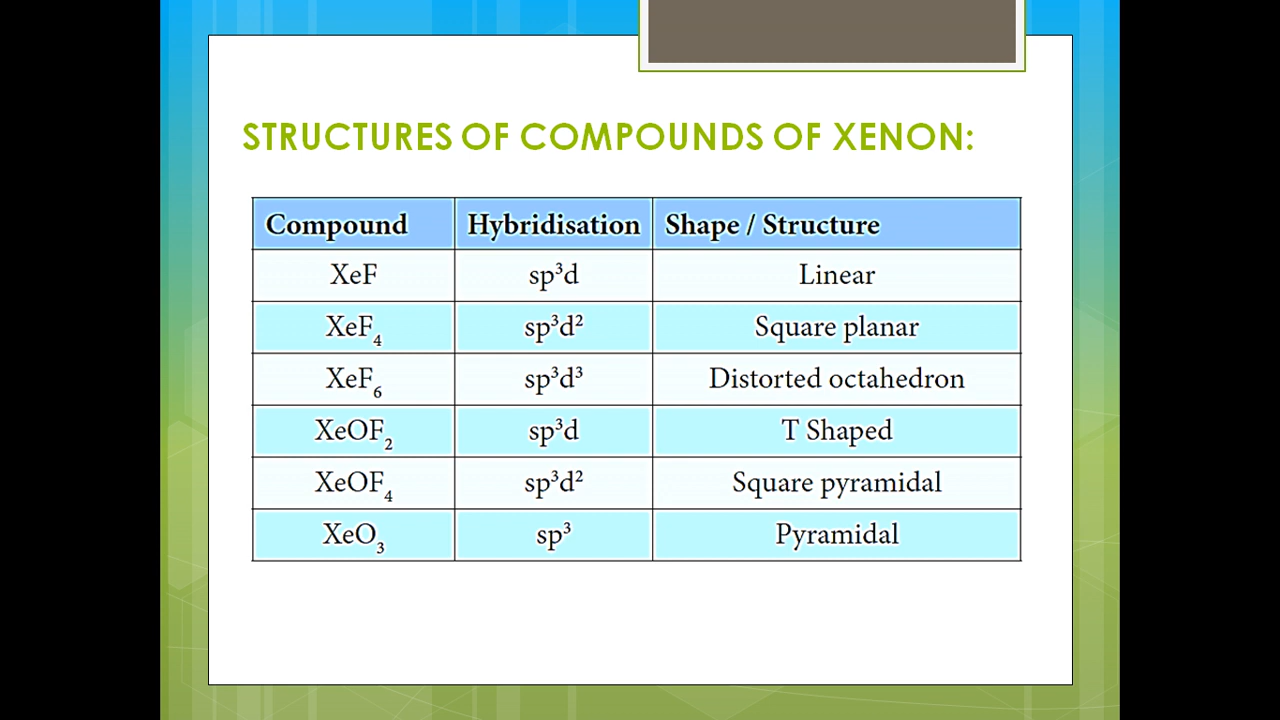 STRUCTURES OF COMPOUNDS OF XENON:
Compound Hybridisation Shape / Structure
XeF sp³d Linear
XeF₄ sp³d² Square planar
XeF₆ sp³d³ Distorted octahedron
XeOF₂ sp³d T Shaped
XeOF₄ sp³d² Square pyramidal
XeO₃ sp³ Pyramidal